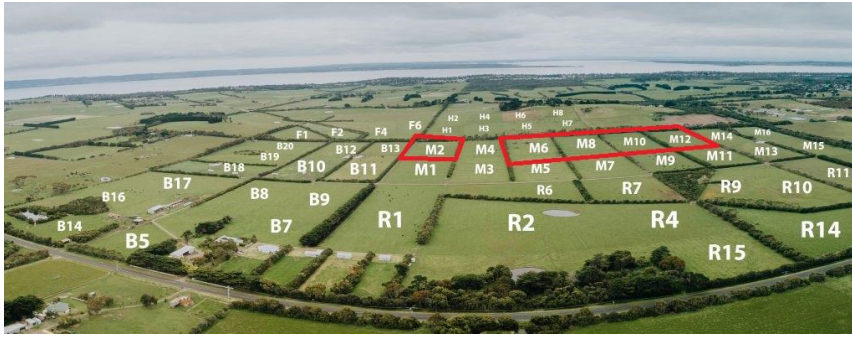 H2 H4 H6 H8
F1 F2 F4 F6 H1 H3 H5 H7
B20 B12 B13 M2 M4 M6 M8 M10 M12 M14 M16
B19 B18 B10 B11 M1 M3 M5 M7 M9 M11 M13 M15
B16 B17 B8 B9 R6 R7 R9 R10 R11
B14 B5 B7 R1 R2 R4 R15 R14